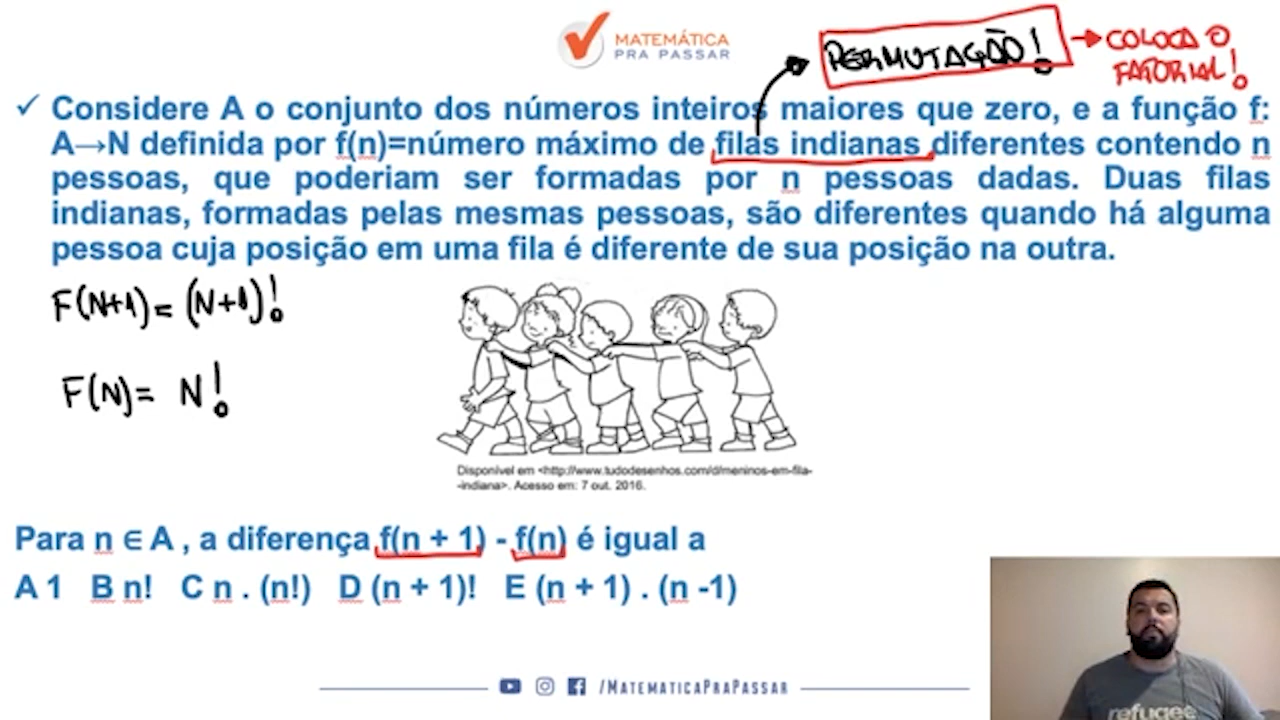 MATEMÁTICA
PRA PASSAR
PERMUTAÇÃO!
COLOCA O
FATORIAL!
✓ Considere A o conjunto dos números inteiros maiores que zero, e a função f:
A→N definida por f(n)=número máximo de filas indianas diferentes contendo n
pessoas, que poderiam ser formadas por n pessoas dadas. Duas filas
indianas, formadas pelas mesmas pessoas, são diferentes quando há alguma
pessoa cuja posição em uma fila é diferente de sua posição na outra.
F(N+1)= (N+1)!
F(N)= N!
Disponível em <http://www.tudodesenhos.com/d/meninos-em-fila-
-indiana>. Acesso em: 7 out. 2016.
Para n ∈ A , a diferença f(n + 1) - f(n) é igual a
A 1 B n! C n . (n!) D (n + 1)! E (n + 1) . (n -1)
/MATEMATICAPRAPASSAR
refugee